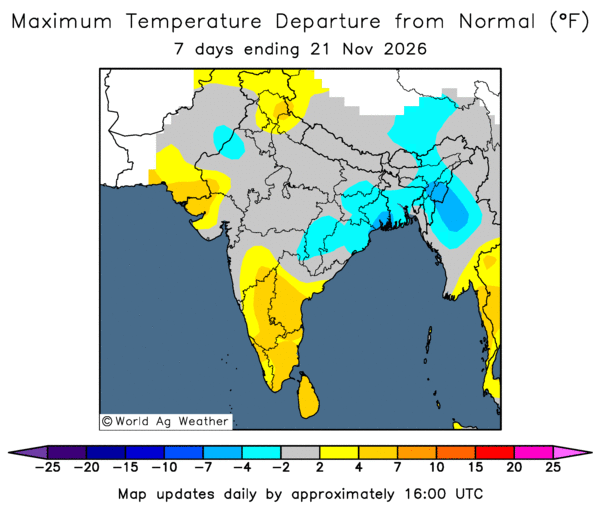 Maximum Temperature Departure from Normal (°F)
7 days ending 21 Nov 2026
©World Ag Weather
-25 -20 -15 -10 -7 -4 -2 2 4 7 10 15 20 25
Map updates daily by approximately 16:00 UTC